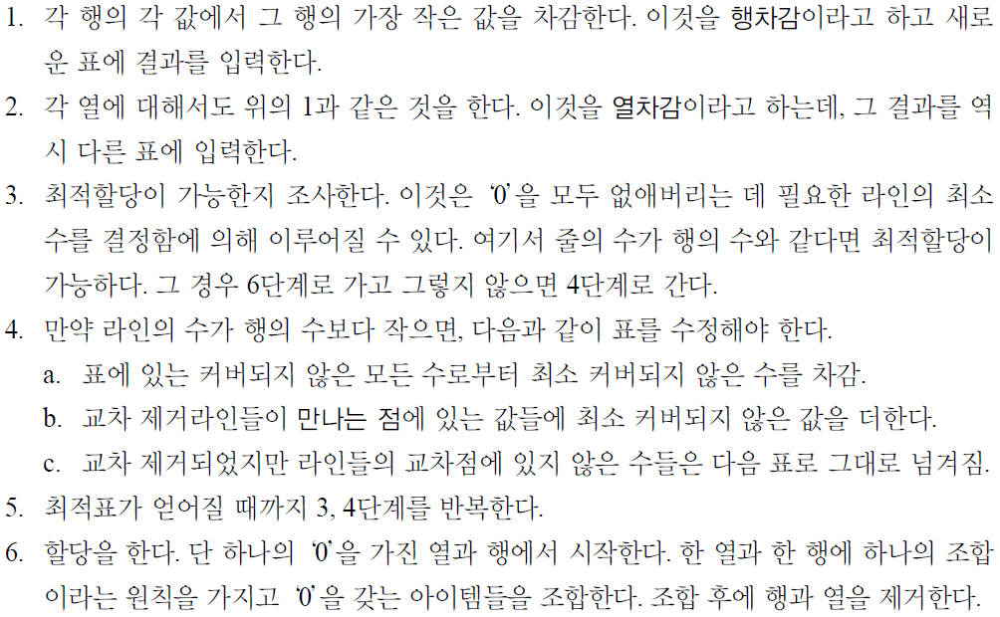 1. 각 행의 각 값에서 그 행의 가장 작은 값을 차감한다. 이것을 행차감이라고 하고 새로
운 표에 결과를 입력한다.
2. 각 열에 대해서도 위의 1과 같은 것을 한다. 이것을 열차감이라고 하는데, 그 결과를 역
시 다른 표에 입력한다.
3. 최적할당이 가능한지 조사한다. 이것은 ‘0’을 모두 없애버리는 데 필요한 라인의 최소
수를 결정함에 의해 이루어질 수 있다. 여기서 줄의 수가 행의 수와 같다면 최적할당이
가능하다. 그 경우 6단계로 가고 그렇지 않으면 4단계로 간다.
4. 만약 라인의 수가 행의 수보다 작으면, 다음과 같이 표를 수정해야 한다.
a. 표에 있는 커버되지 않은 모든 수로부터 최소 커버되지 않은 수를 차감.
b. 교차 제거라인들이 만나는 점에 있는 값들에 최소 커버되지 않은 값을 더한다.
c. 교차 제거되었지만 라인들의 교차점에 있지 않은 수들은 다음 표로 그대로 넘겨짐.
5. 최적표가 얻어질 때까지 3, 4단계를 반복한다.
6. 할당을 한다. 단 하나의 ‘0’을 가진 열과 행에서 시작한다. 한 열과 한 행에 하나의 조합
이라는 원칙을 가지고 ‘0’을 갖는 아이템들을 조합한다. 조합 후에 행과 열을 제거한다.